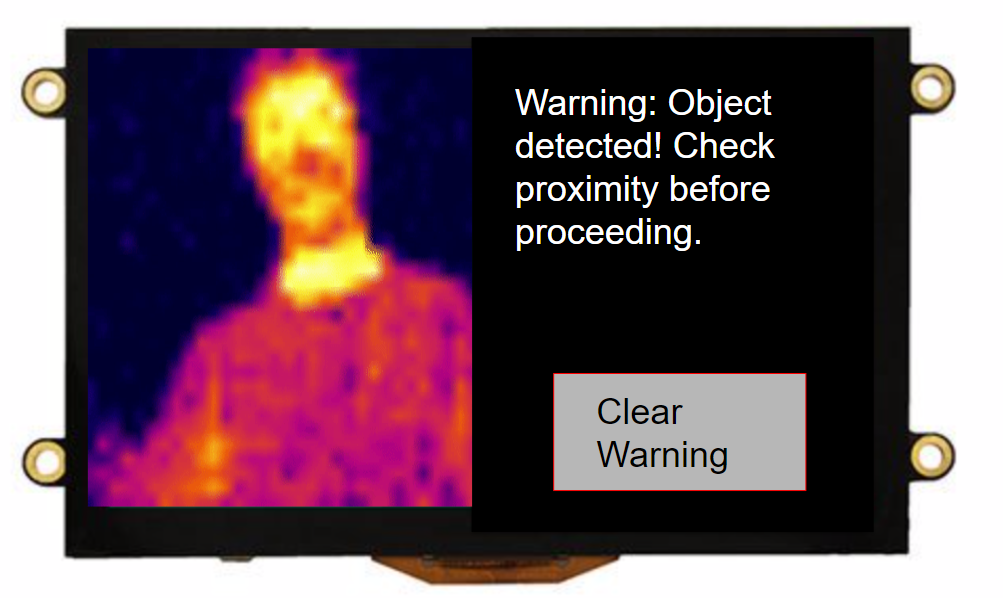 Warning: Object
detected! Check
proximity before
proceeding.
Clear
Warning